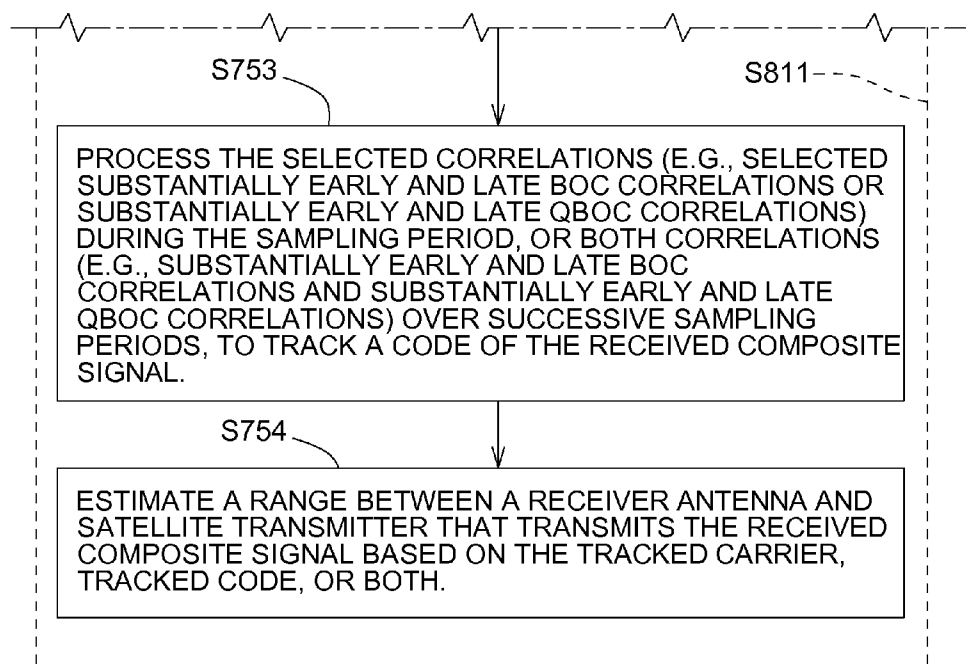 S753
S811
PROCESS THE SELECTED CORRELATIONS (E.G., SELECTED
SUBSTANTIALLY EARLY AND LATE BOC CORRELATIONS OR
SUBSTANTIALLY EARLY AND LATE QBOC CORRELATIONS)
DURING THE SAMPLING PERIOD, OR BOTH CORRELATIONS
(E.G., SUBSTANTIALLY EARLY AND LATE BOC
CORRELATIONS AND SUBSTANTIALLY EARLY AND LATE
QBOC CORRELATIONS) OVER SUCCESSIVE SAMPLING
PERIODS, TO TRACK A CODE OF THE RECEIVED COMPOSITE
SIGNAL.
S754
ESTIMATE A RANGE BETWEEN A RECEIVER ANTENNA AND
SATELLITE TRANSMITTER THAT TRANSMITS THE RECEIVED
COMPOSITE SIGNAL BASED ON THE TRACKED CARRIER,
TRACKED CODE, OR BOTH.